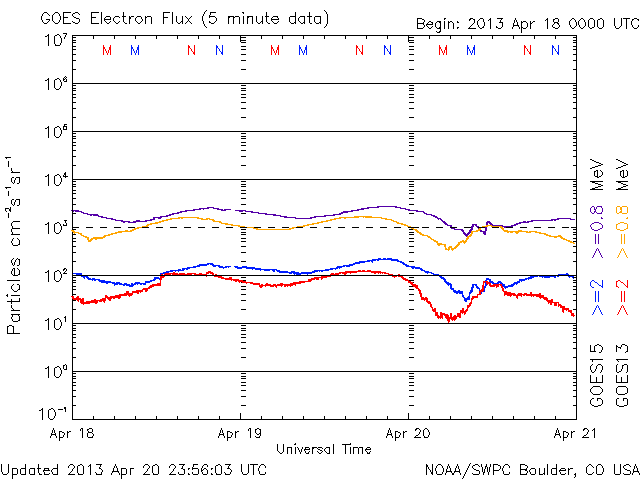 GOES Electron Flux (5 minute data)
Begin: 2013 Apr 18 0000 UTC
10⁷
M M N N M M N N M M N N
10⁶
10⁵
10⁴
10³
10²
10¹
10⁰
10⁻¹
Particles cm⁻²s⁻¹sr⁻¹
GOES15 >=2 >=0.8 MeV
GOES13 >=2 >=0.8 MeV
Apr 18 Apr 19 Apr 20 Apr 21
Universal Time
Updated 2013 Apr 20 23:56:03 UTC
NOAA/SWPC Boulder, CO USA